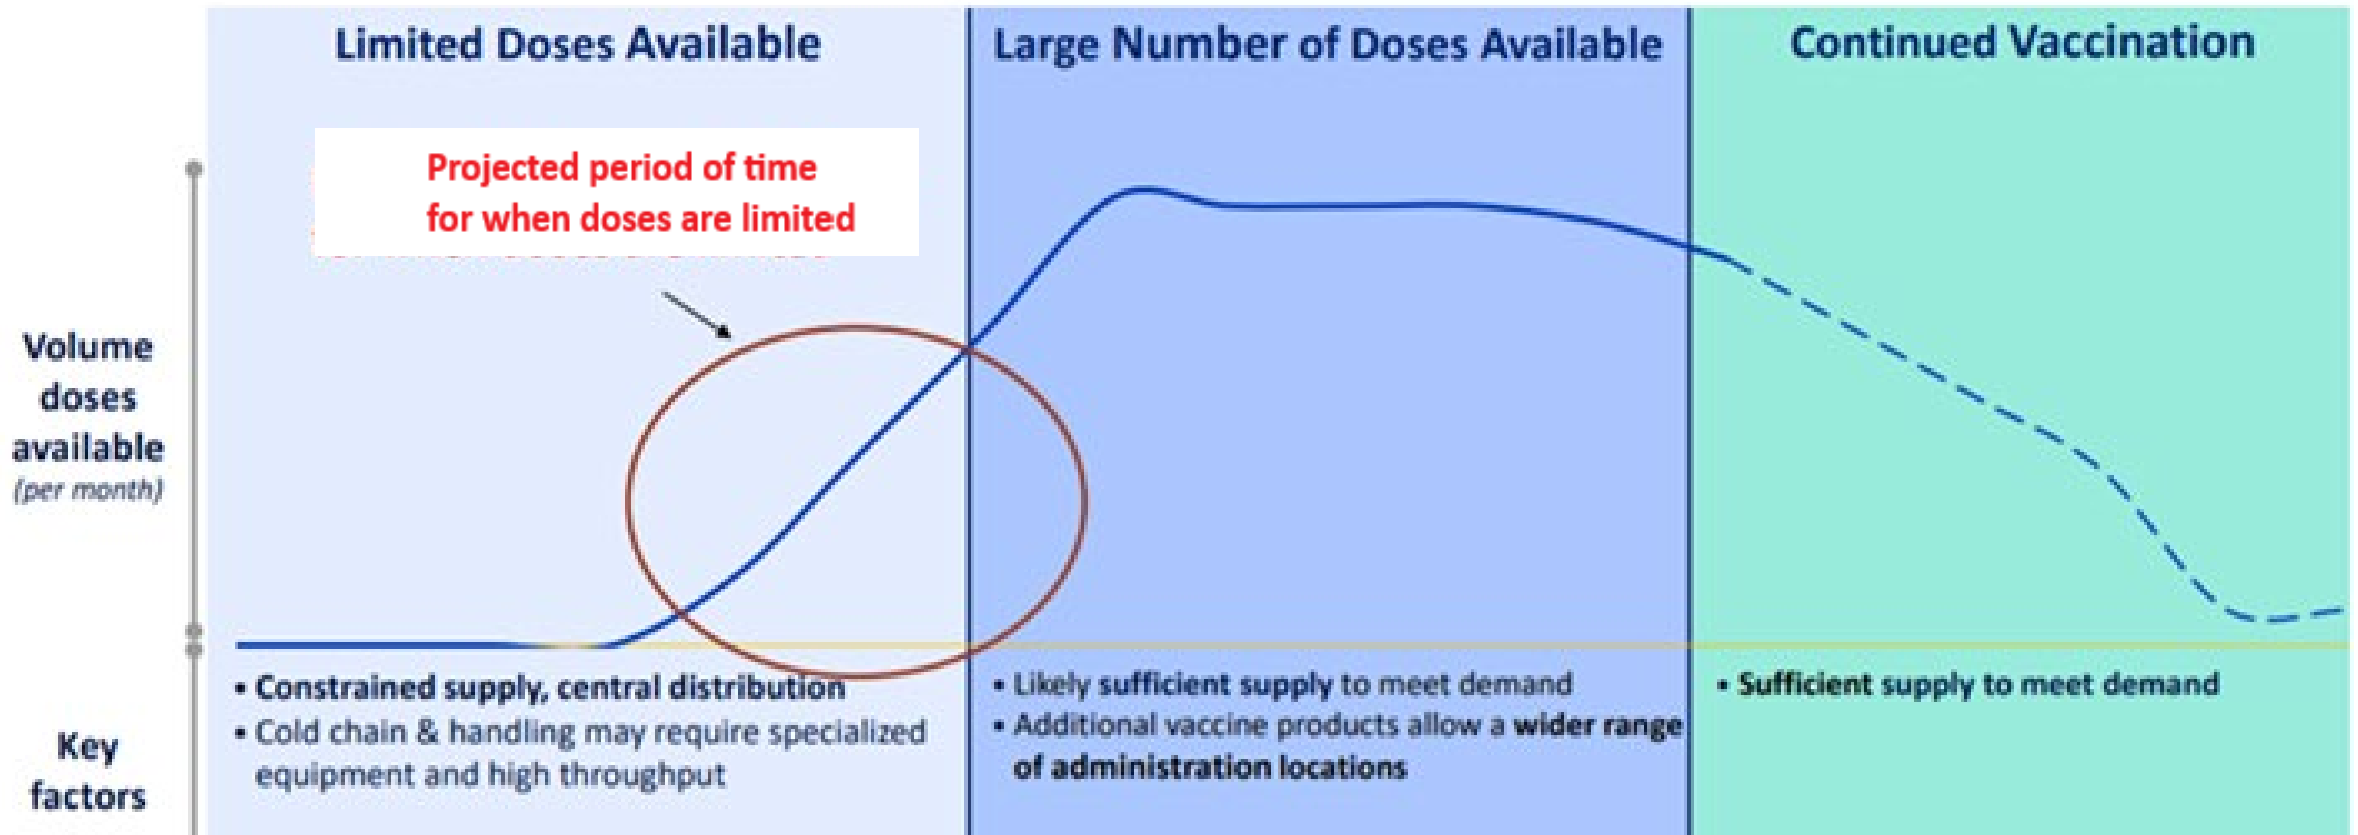 Limited Doses Available
Large Number of Doses Available
Continued Vaccination
Projected period of time
for when doses are limited
Volume
doses
available
(per month)
Key
factors
• Constrained supply, central distribution
• Cold chain & handling may require specialized
equipment and high throughput
• Likely sufficient supply to meet demand
• Additional vaccine products allow a wider range
of administration locations
• Sufficient supply to meet demand